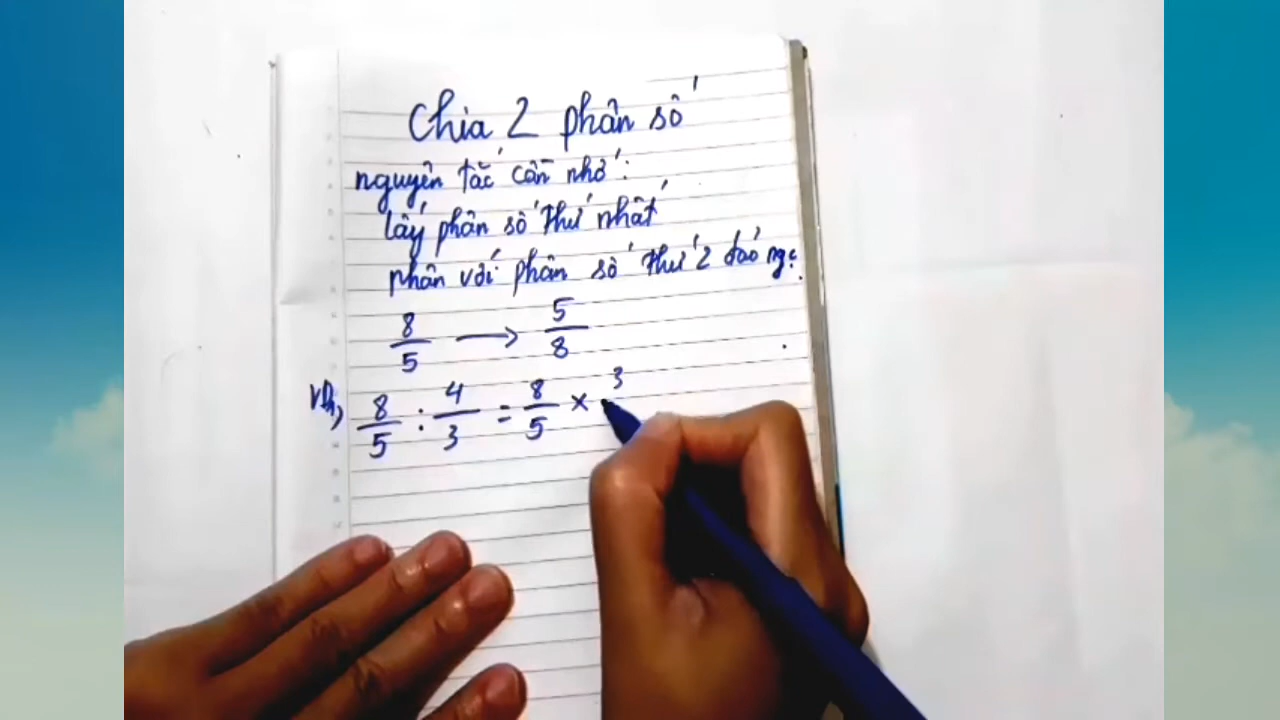 Chia 2 phân số
nguyên tắc cần nhớ:
lấy phân số thứ nhất
nhân với phân số thứ 2 đảo ngc
8/5 → 5/8
vd, 8/5 : 4/3 = 8/5 × 3